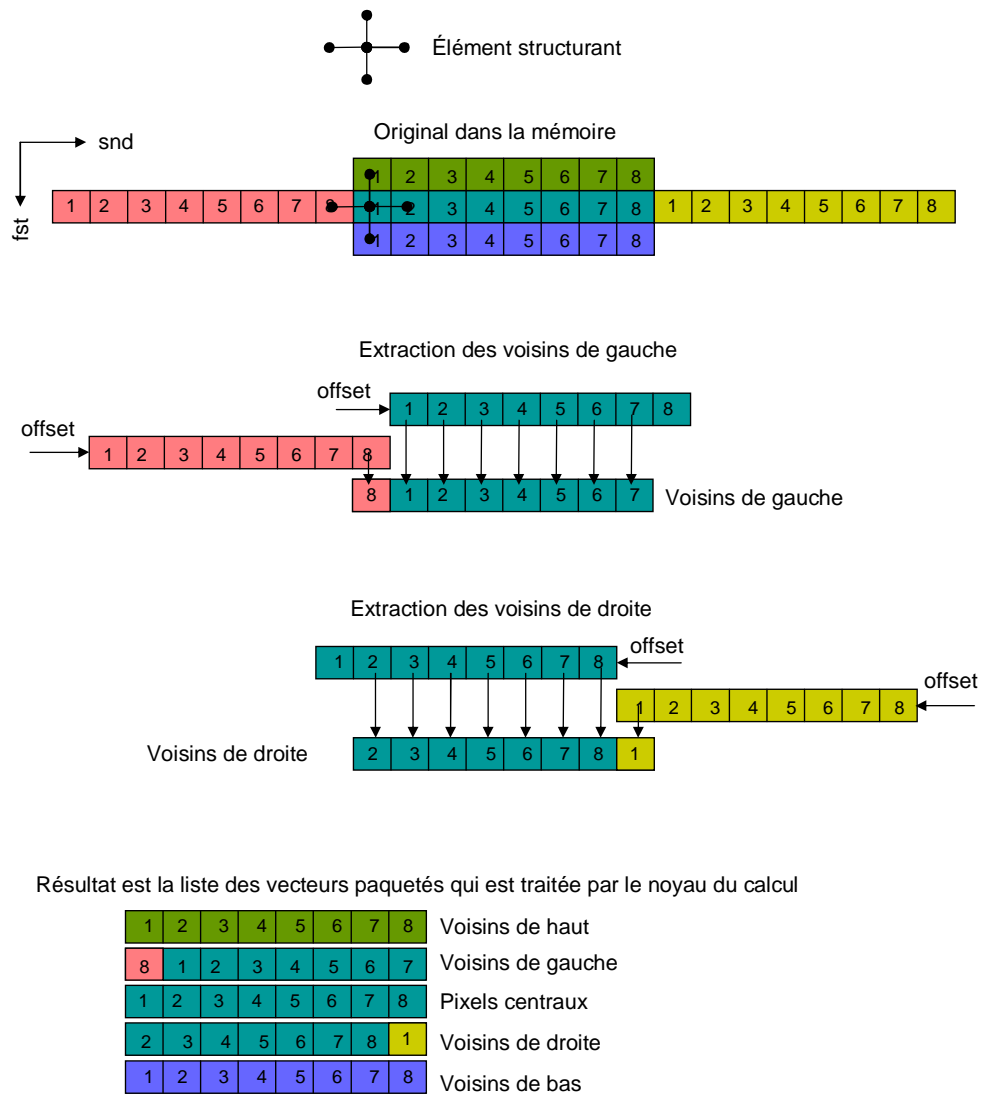 Élément structurant
Original dans la mémoire
snd
fst
1 2 3 4 5 6 7 8
1 2 3 4 5 6 7 8 1 2 3 4 5 6 7 8 1 2 3 4 5 6 7 8
1 2 3 4 5 6 7 8
Extraction des voisins de gauche
offset
1 2 3 4 5 6 7 8
offset
1 2 3 4 5 6 7 8
8 1 2 3 4 5 6 7 Voisins de gauche
Extraction des voisins de droite
1 2 3 4 5 6 7 8 offset
1 2 3 4 5 6 7 8 offset
Voisins de droite 2 3 4 5 6 7 8 1
Résultat est la liste des vecteurs paquetés qui est traitée par le noyau du calcul
1 2 3 4 5 6 7 8 Voisins de haut
8 1 2 3 4 5 6 7 Voisins de gauche
1 2 3 4 5 6 7 8 Pixels centraux
2 3 4 5 6 7 8 1 Voisins de droite
1 2 3 4 5 6 7 8 Voisins de bas